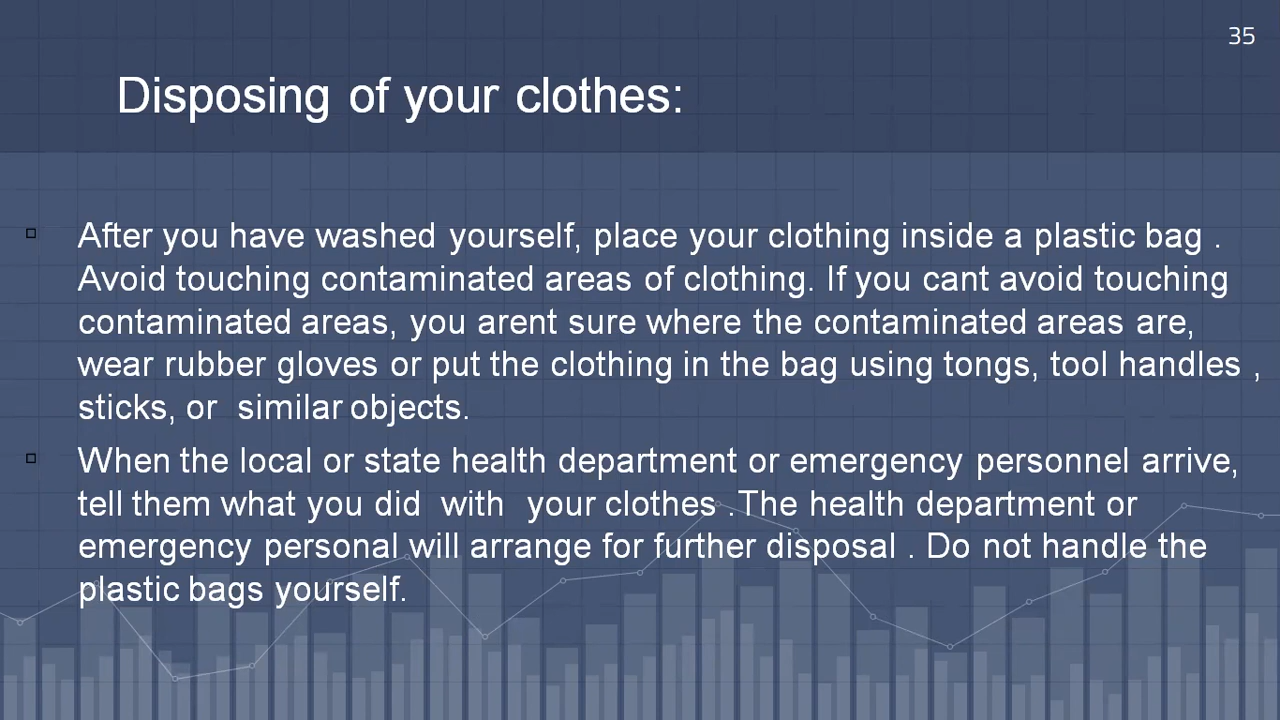 35
Disposing of your clothes:
After you have washed yourself, place your clothing inside a plastic bag .
Avoid touching contaminated areas of clothing. If you cant avoid touching
contaminated areas, you arent sure where the contaminated areas are,
wear rubber gloves or put the clothing in the bag using tongs, tool handles ,
sticks, or similar objects.
When the local or state health department or emergency personnel arrive,
tell them what you did with your clothes .The health department or
emergency personal will arrange for further disposal . Do not handle the
plastic bags yourself.